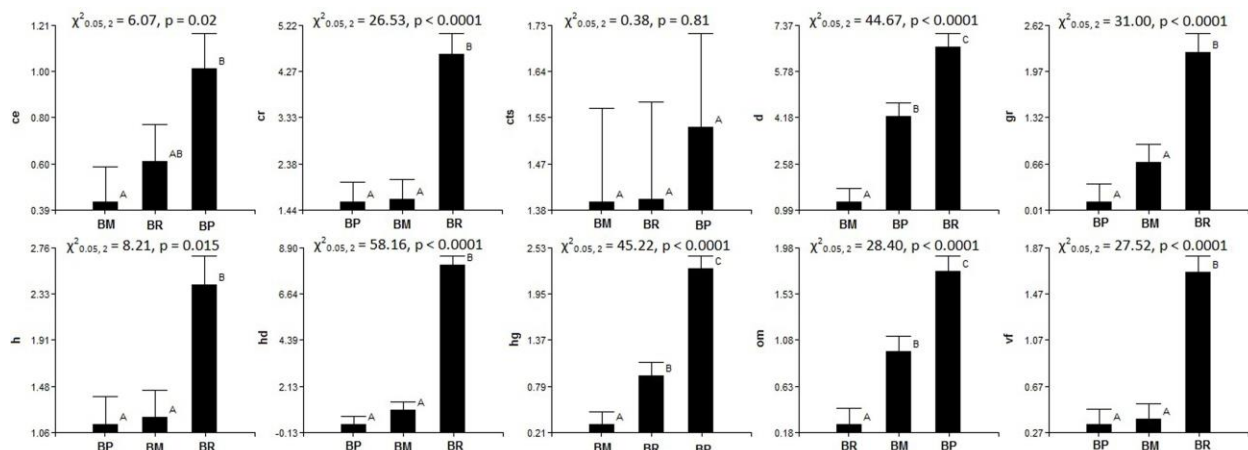 χ²0.05, 2 = 6.07, p = 0.02
1.21
1.00
0.80
0.60
0.39
ce
A
AB
B
BM BR BP
χ²0.05, 2 = 26.53, p < 0.0001
5.22
4.27
3.33
2.38
1.44
cr
A
A
B
BP BM BR
χ²0.05, 2 = 0.38, p = 0.81
1.73
1.64
1.55
1.47
1.38
cts
A
A
A
BM BR BP
χ²0.05, 2 = 44.67, p < 0.0001
7.37
5.78
4.18
2.58
0.99
d
A
B
C
BM BP BR
χ²0.05, 2 = 31.00, p < 0.0001
2.62
1.97
1.32
0.66
0.01
gr
A
A
B
BP BM BR
χ²0.05, 2 = 8.21, p = 0.015
2.76
2.33
1.91
1.48
1.06
h
A
A
B
BP BM BR
χ²0.05, 2 = 58.16, p < 0.0001
8.90
6.64
4.39
2.13
-0.13
hd
A
A
B
BP BM BR
χ²0.05, 2 = 45.22, p < 0.0001
2.53
1.95
1.37
0.79
0.21
hg
A
B
C
BM BR BP
χ²0.05, 2 = 28.40, p < 0.0001
1.98
1.53
1.08
0.63
0.18
om
A
B
C
BR BM BP
χ²0.05, 2 = 27.52, p < 0.0001
1.87
1.47
1.07
0.67
0.27
vf
A
A
B
BP BM BR